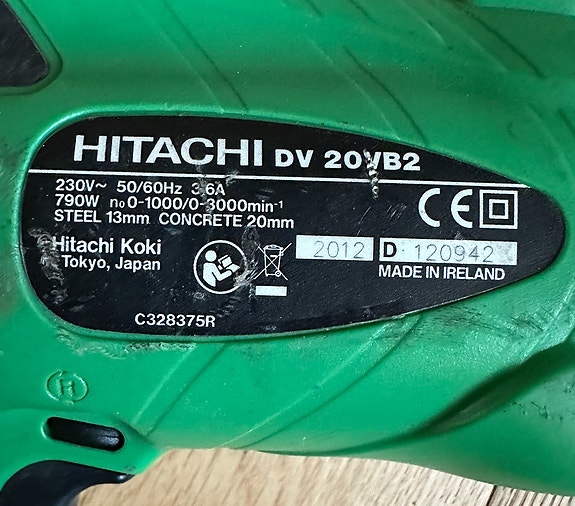 HITACHI DV 20VB2
230V~ 50/60Hz 3.6A
790W n₀ 0-1000/0-3000min⁻¹
STEEL 13mm CONCRETE 20mm
CE
Hitachi Koki
Tokyo, Japan
2012 D 120942
MADE IN IRELAND
C328375R
H